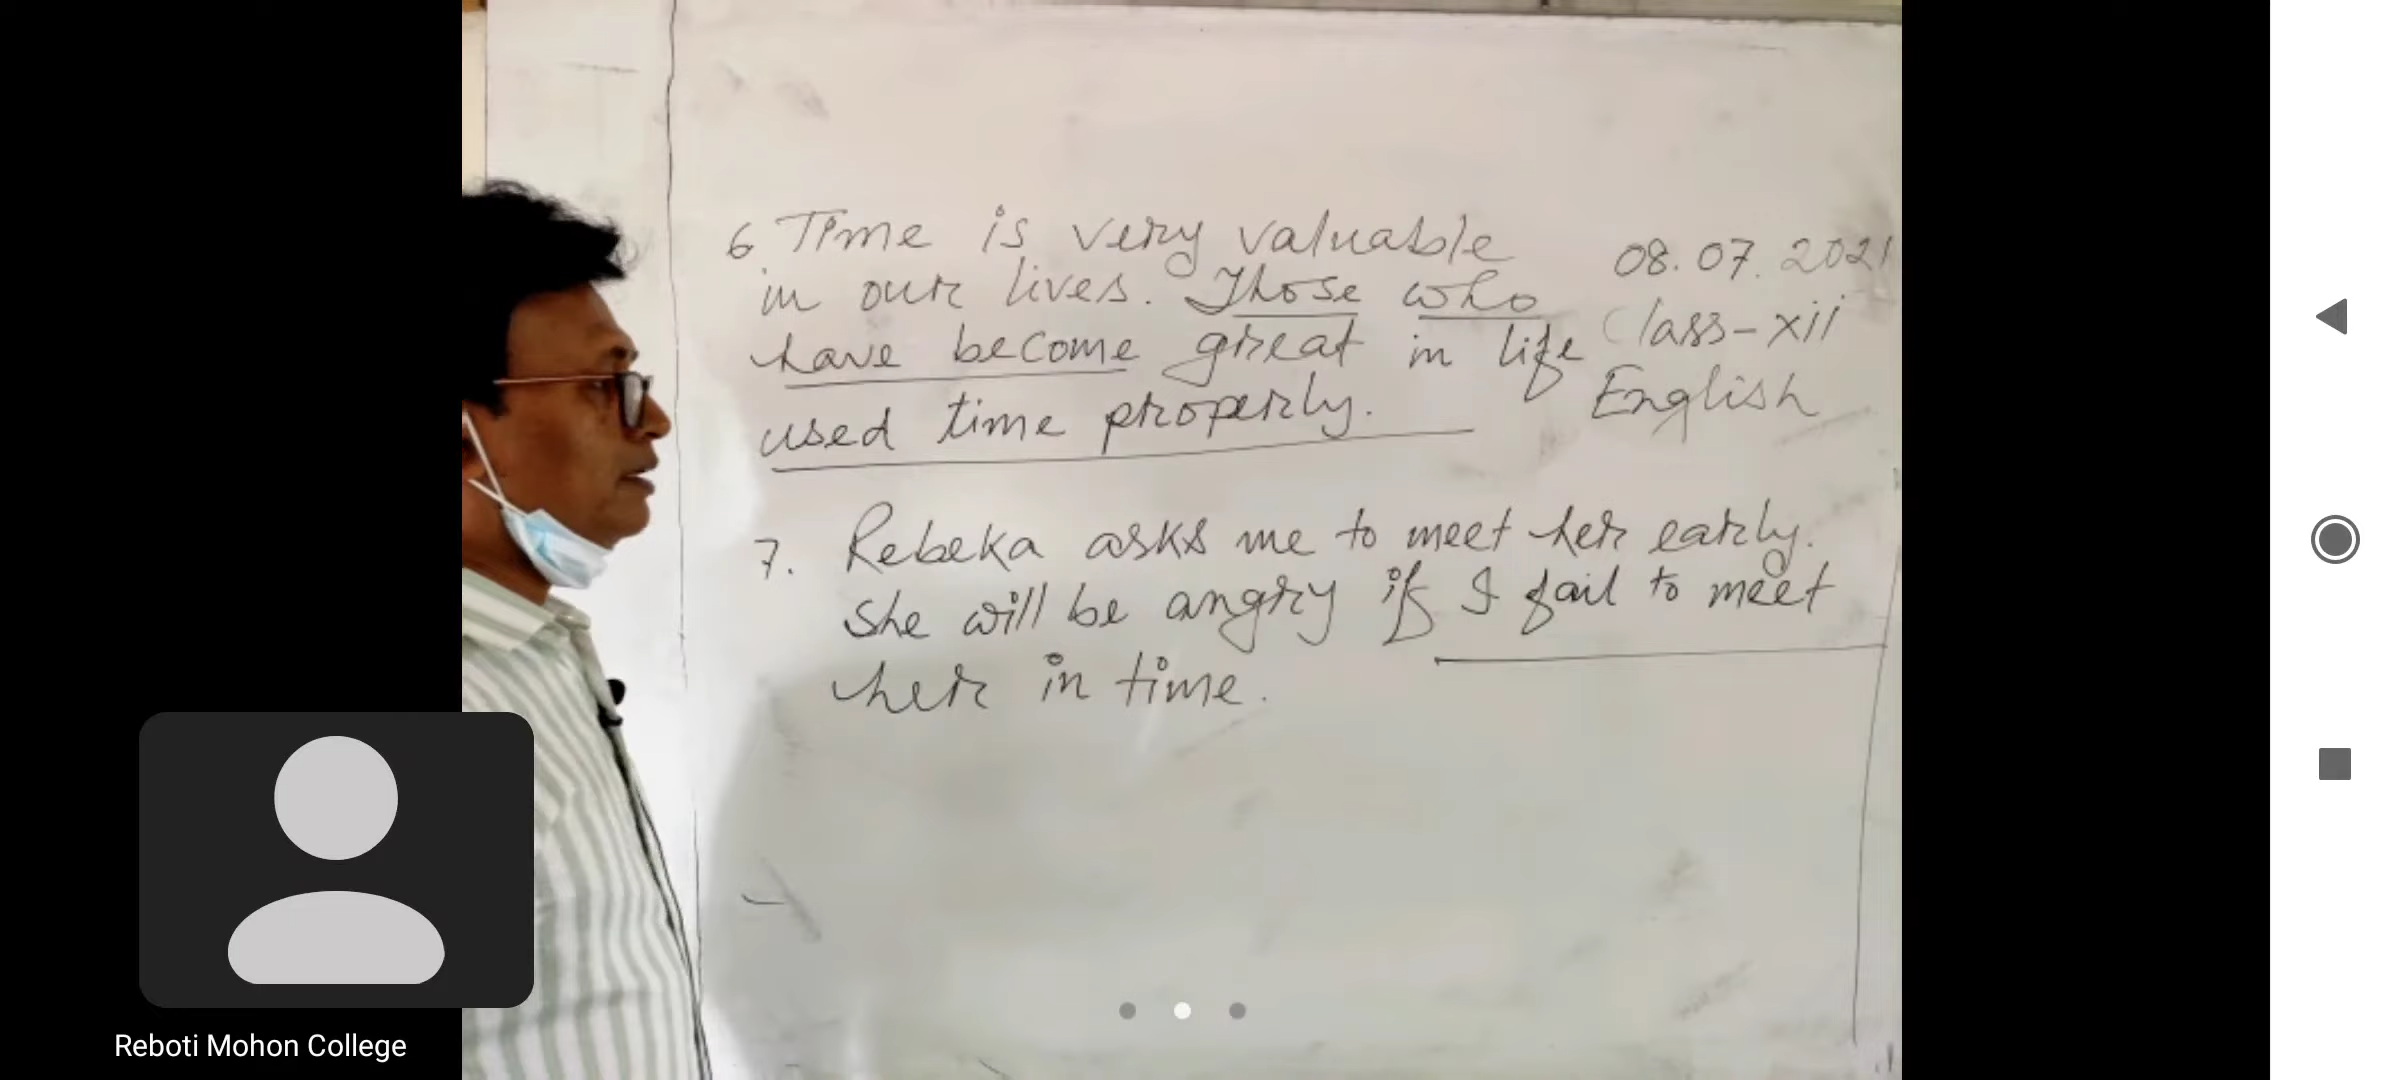 6. Time is very valuable
in our lives. Those who
have become great in life
used time properly.
08.07.2021
Class-xii
English
7. Rebeka asks me to meet her early.
She will be angry if I fail to meet
her in time.
Reboti Mohon College